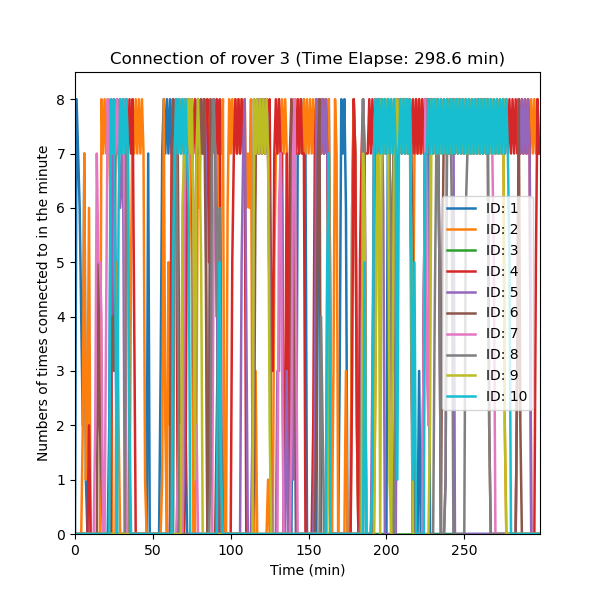 Connection of rover 3 (Time Elapse: 298.6 min)
Numbers of times connected to in the minute
8
7
6
5
4
3
2
1
0
0 50 100 150 200 250
Time (min)
ID: 1
ID: 2
ID: 3
ID: 4
ID: 5
ID: 6
ID: 7
ID: 8
ID: 9
ID: 10